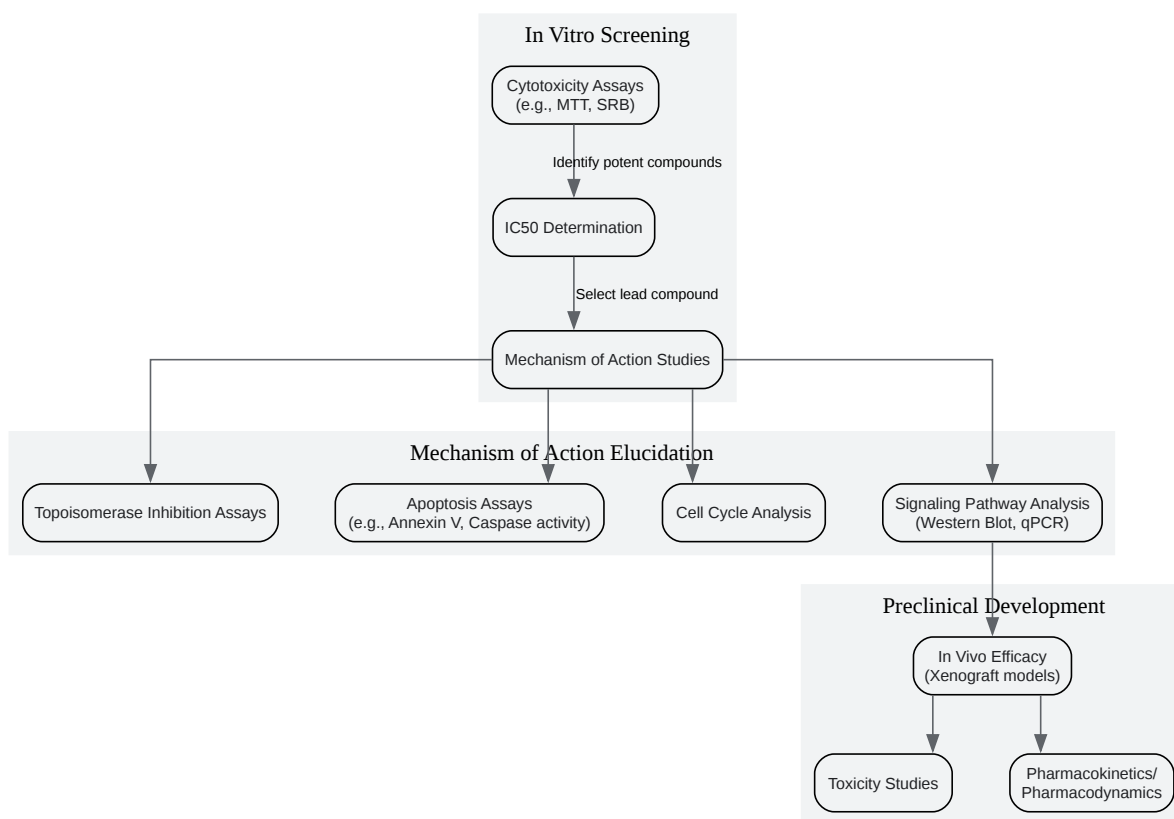 In Vitro Screening
Cytotoxicity Assays
(e.g., MTT, SRB)
Identify potent compounds
IC50 Determination
Select lead compound
Mechanism of Action Studies
Mechanism of Action Elucidation
Topoisomerase Inhibition Assays
Apoptosis Assays
(e.g., Annexin V, Caspase activity)
Cell Cycle Analysis
Signaling Pathway Analysis
(Western Blot, qPCR)
Preclinical Development
In Vivo Efficacy
(Xenograft models)
Toxicity Studies
Pharmacokinetics/
Pharmacodynamics